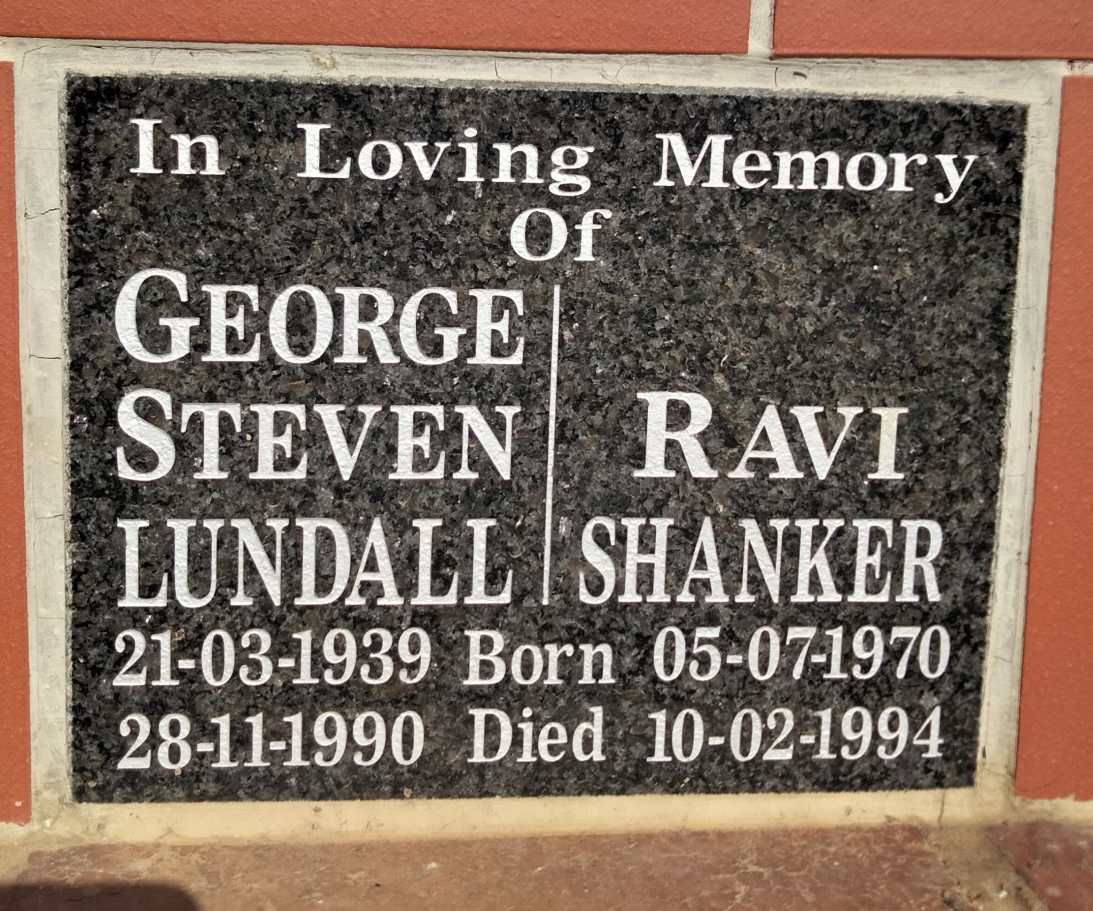 In Loving Memory
Of
GEORGE
STEVEN RAVI
LUNDALL SHANKER
21-03-1939 Born 05-07-1970
28-11-1990 Died 10-02-1994